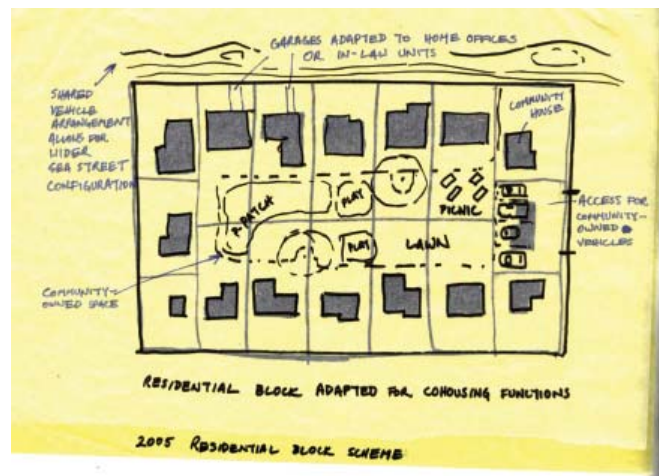 GARAGES ADAPTED TO HOME OFFICES
OR IN-LAW UNITS
SHARED
VEHICLE
ARRANGEMENT
ALLOWS FOR
WIDER
SEA STREET
CONFIGURATION
COMMUNITY
HOUSE
P-PATCH
PLAY
PICNIC
PLAY
LAWN
ACCESS FOR
COMMUNITY-
OWNED
VEHICLES
COMMUNITY-
OWNED SPACE
RESIDENTIAL BLOCK ADAPTED FOR COHOUSING FUNCTIONS
2005 RESIDENTIAL BLOCK SCHEME